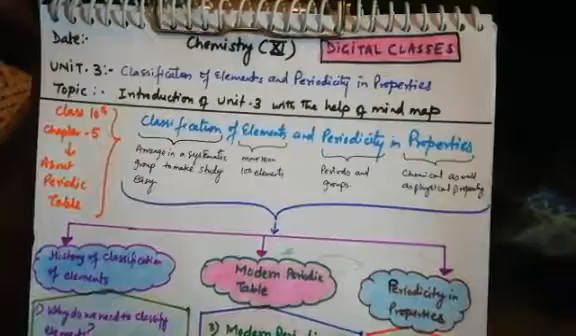 Date:-
Chemistry (XI)
DIGITAL CLASSES
UNIT. 3:- Classification of Elements and Periodicity in Properties
Topic :- Introduction of Unit-3 with the help of mind map
Class 10th
Chapter - 5
About
Periodic
Table
Classification of Elements and Periodicity in Properties
Arrange in a systematic
group to make study
easy.
more than
100 elements
Periods and
groups.
Chemical as well
as physical property
History of classification
of elements
Modern Periodic
Table
Periodicity in
Properties
1) Why do we need to classify
elements?
3) Modern